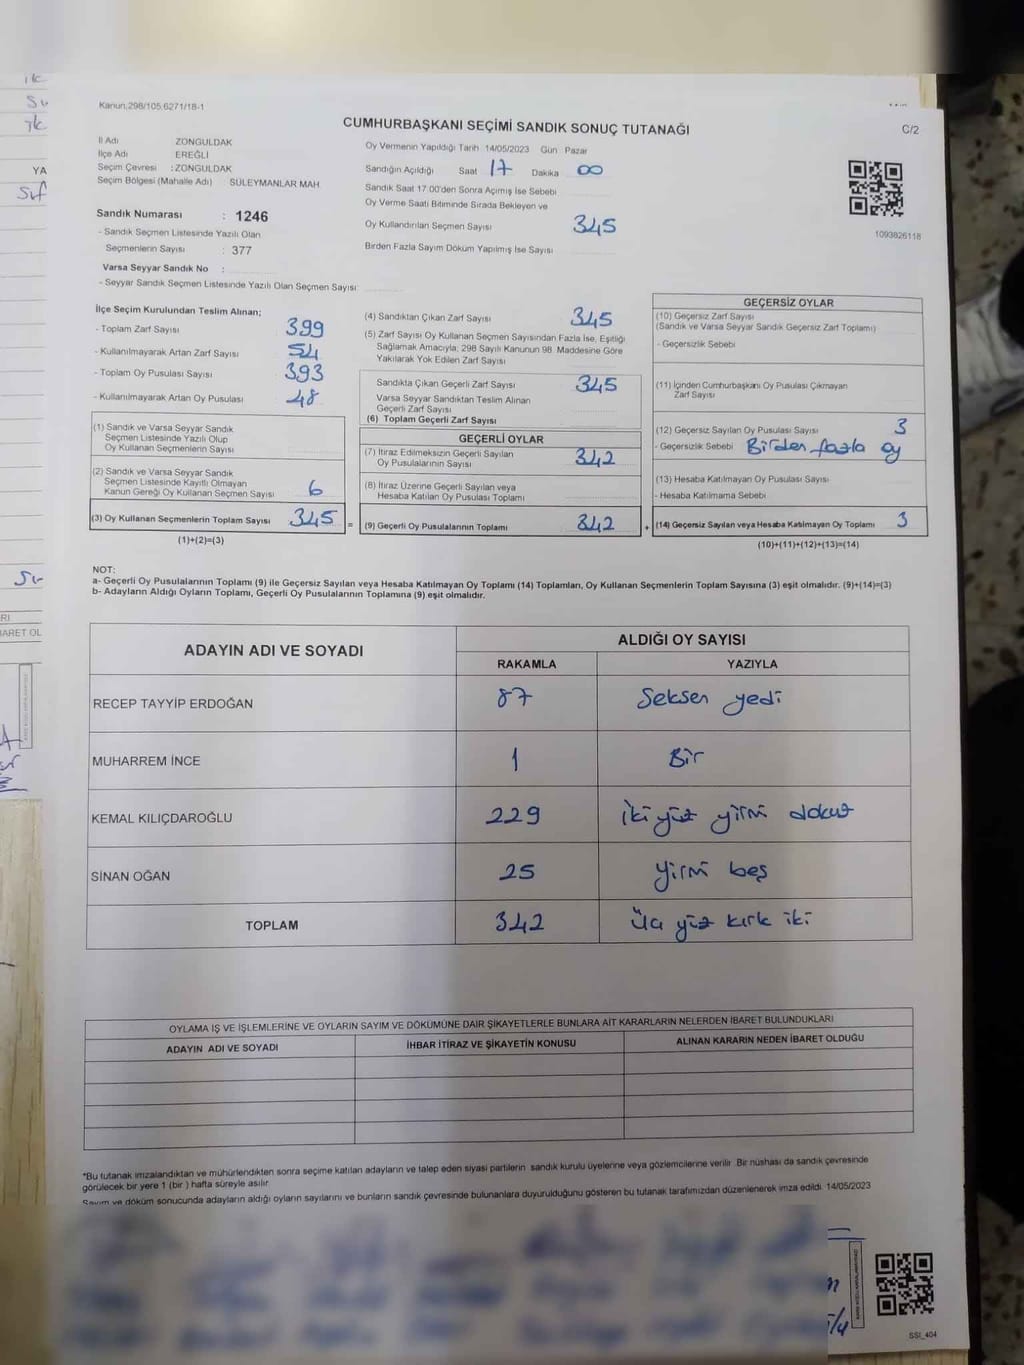 Kanun:298/105,6271/18-1
CUMHURBAŞKANI SEÇİMİ SANDIK SONUÇ TUTANAĞI
C/2
İl Adı ZONGULDAK
İlçe Adı EREĞLİ
Seçim Çevresi : ZONGULDAK
Seçim Bölgesi (Mahalle Adı) SÜLEYMANLAR MAH.
Sandık Numarası : 1246
- Sandık Seçmen Listesinde Yazılı Olan
Seçmenlerin Sayısı : 377
Varsa Seyyar Sandık No :
- Seyyar Sandık Seçmen Listesinde Yazılı Olan Seçmen Sayısı
Oy Vermenin Yapıldığı Tarih 14/05/2023 Gün Pazar
Sandığın Açıldığı Saat 17 Dakika 00
Sandık Saat 17.00'den Sonra Açımış İse Sebebi
Oy Verme Saati Bitiminde Sırada Bekleyen ve
Oy Kullandırılan Seçmen Sayısı 345
Birden Fazla Sayım Döküm Yapılmış İse Sayısı
1093826118
İlçe Seçim Kurulundan Teslim Alınan;
- Toplam Zarf Sayısı 399
- Kullanılmayarak Artan Zarf Sayısı 54
- Toplam Oy Pusulası Sayısı 393
- Kullanılmayarak Artan Oy Pusulası 48
(1) Sandık ve Varsa Seyyar Sandık
Seçmen Listesinde Yazılı Olup
Oy Kullanan Seçmenlerin Sayısı
(2) Sandık ve Varsa Seyyar Sandık
Seçmen Listesinde Kayıtlı Olmayan
Kanun Gereği Oy Kullanan Seçmen Sayısı 6
(3) Oy Kullanan Seçmenlerin Toplam Sayısı 345 =
(1)+(2)=(3)
(4) Sandıktan Çıkan Zarf Sayısı 345
(5) Zarf Sayısı Oy Kullanan Seçmen Sayısından Fazla İse, Eşitliği
Sağlamak Amacıyla; 298 Sayılı Kanunun 98. Maddesine Göre
Yakılarak Yok Edilen Zarf Sayısı
Sandıkta Çıkan Geçerli Zarf Sayısı 345
Varsa Seyyar Sandıktan Teslim Alınan
Geçerli Zarf Sayısı
(6) Toplam Geçerli Zarf Sayısı
GEÇERLİ OYLAR
(7) İtiraz Edilmeksizin Geçerli Sayılan
Oy Pusulalarının Sayısı 342
(8) İtiraz Üzerine Geçerli Sayılan veya
Hesaba Katılan Oy Pusulası Toplamı
(9) Geçerli Oy Pusulalarının Toplamı 342 +
GEÇERSİZ OYLAR
(10) Geçersiz Zarf Sayısı
(Sandık ve Varsa Seyyar Sandık Geçersiz Zarf Toplamı)
- Geçersizlik Sebebi
(11) İçinden Cumhurbaşkanı Oy Pusulası Çıkmayan
Zarf Sayısı
(12) Geçersiz Sayılan Oy Pusulası Sayısı 3
- Geçersizlik Sebebi Birden fazla oy
(13) Hesaba Katılmayan Oy Pusulası Sayısı
- Hesaba Katılmama Sebebi
(14) Geçersiz Sayılan veya Hesaba Katılmayan Oy Toplamı 3
(10)+(11)+(12)+(13)=(14)
NOT:
a- Geçerli Oy Pusulalarının Toplamı (9) ile Geçersiz Sayılan veya Hesaba Katılmayan Oy Toplamı (14) Toplamları, Oy Kullanan Seçmenlerin Toplam Sayısına (3) eşit olmalıdır. (9)+(14)=(3)
b- Adayların Aldığı Oyların Toplamı, Geçerli Oy Pusulalarının Toplamına (9) eşit olmalıdır.
ADAYIN ADI VE SOYADI
ALDIĞI OY SAYISI
RAKAMLA YAZIYLA
RECEP TAYYİP ERDOĞAN 87 Seksen yedi
MUHARREM İNCE 1 Bir
KEMAL KILIÇDAROĞLU 229 iki yüz yirmi dokuz
SİNAN OĞAN 25 yirmi beş
TOPLAM 342 Üç yüz kırk iki
OYLAMA İŞ VE İŞLEMLERİNE VE OYLARIN SAYIM VE DÖKÜMÜNE DAİR ŞİKAYETLERLE BUNLARA AİT KARARLARIN NELERDEN İBARET BULUNDUKLARI
ADAYIN ADI VE SOYADI İHBAR İTİRAZ VE ŞİKAYETİN KONUSU ALINAN KARARIN NEDEN İBARET OLDUĞU
*Bu tutanak imzalandıktan ve mühürlendikten sonra seçime katılan adayların ve talep eden siyasi partilerin sandık kurulu üyelerine veya gözlemcilerine verilir. Bir nüshası da sandık çevresinde
görülecek bir yere 1 (bir ) hafta süreyle asılır.
Sayım ve döküm sonucunda adayların aldığı oyların sayılarını ve bunların sandık çevresinde bulunanlara duyurulduğunu gösteren bu tutanak tarafımızdan düzenlenerek imza edildi. 14/05/2023
SSİ_404